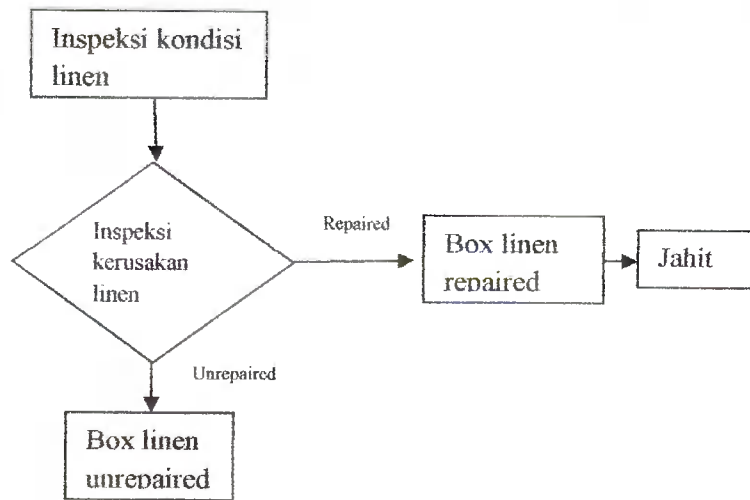 Inspeksi kondisi
linen
Inspeksi
kerusakan
linen
Repaired
Box linen
repaired
Jahit
Unrepaired
Box linen
unrepaired